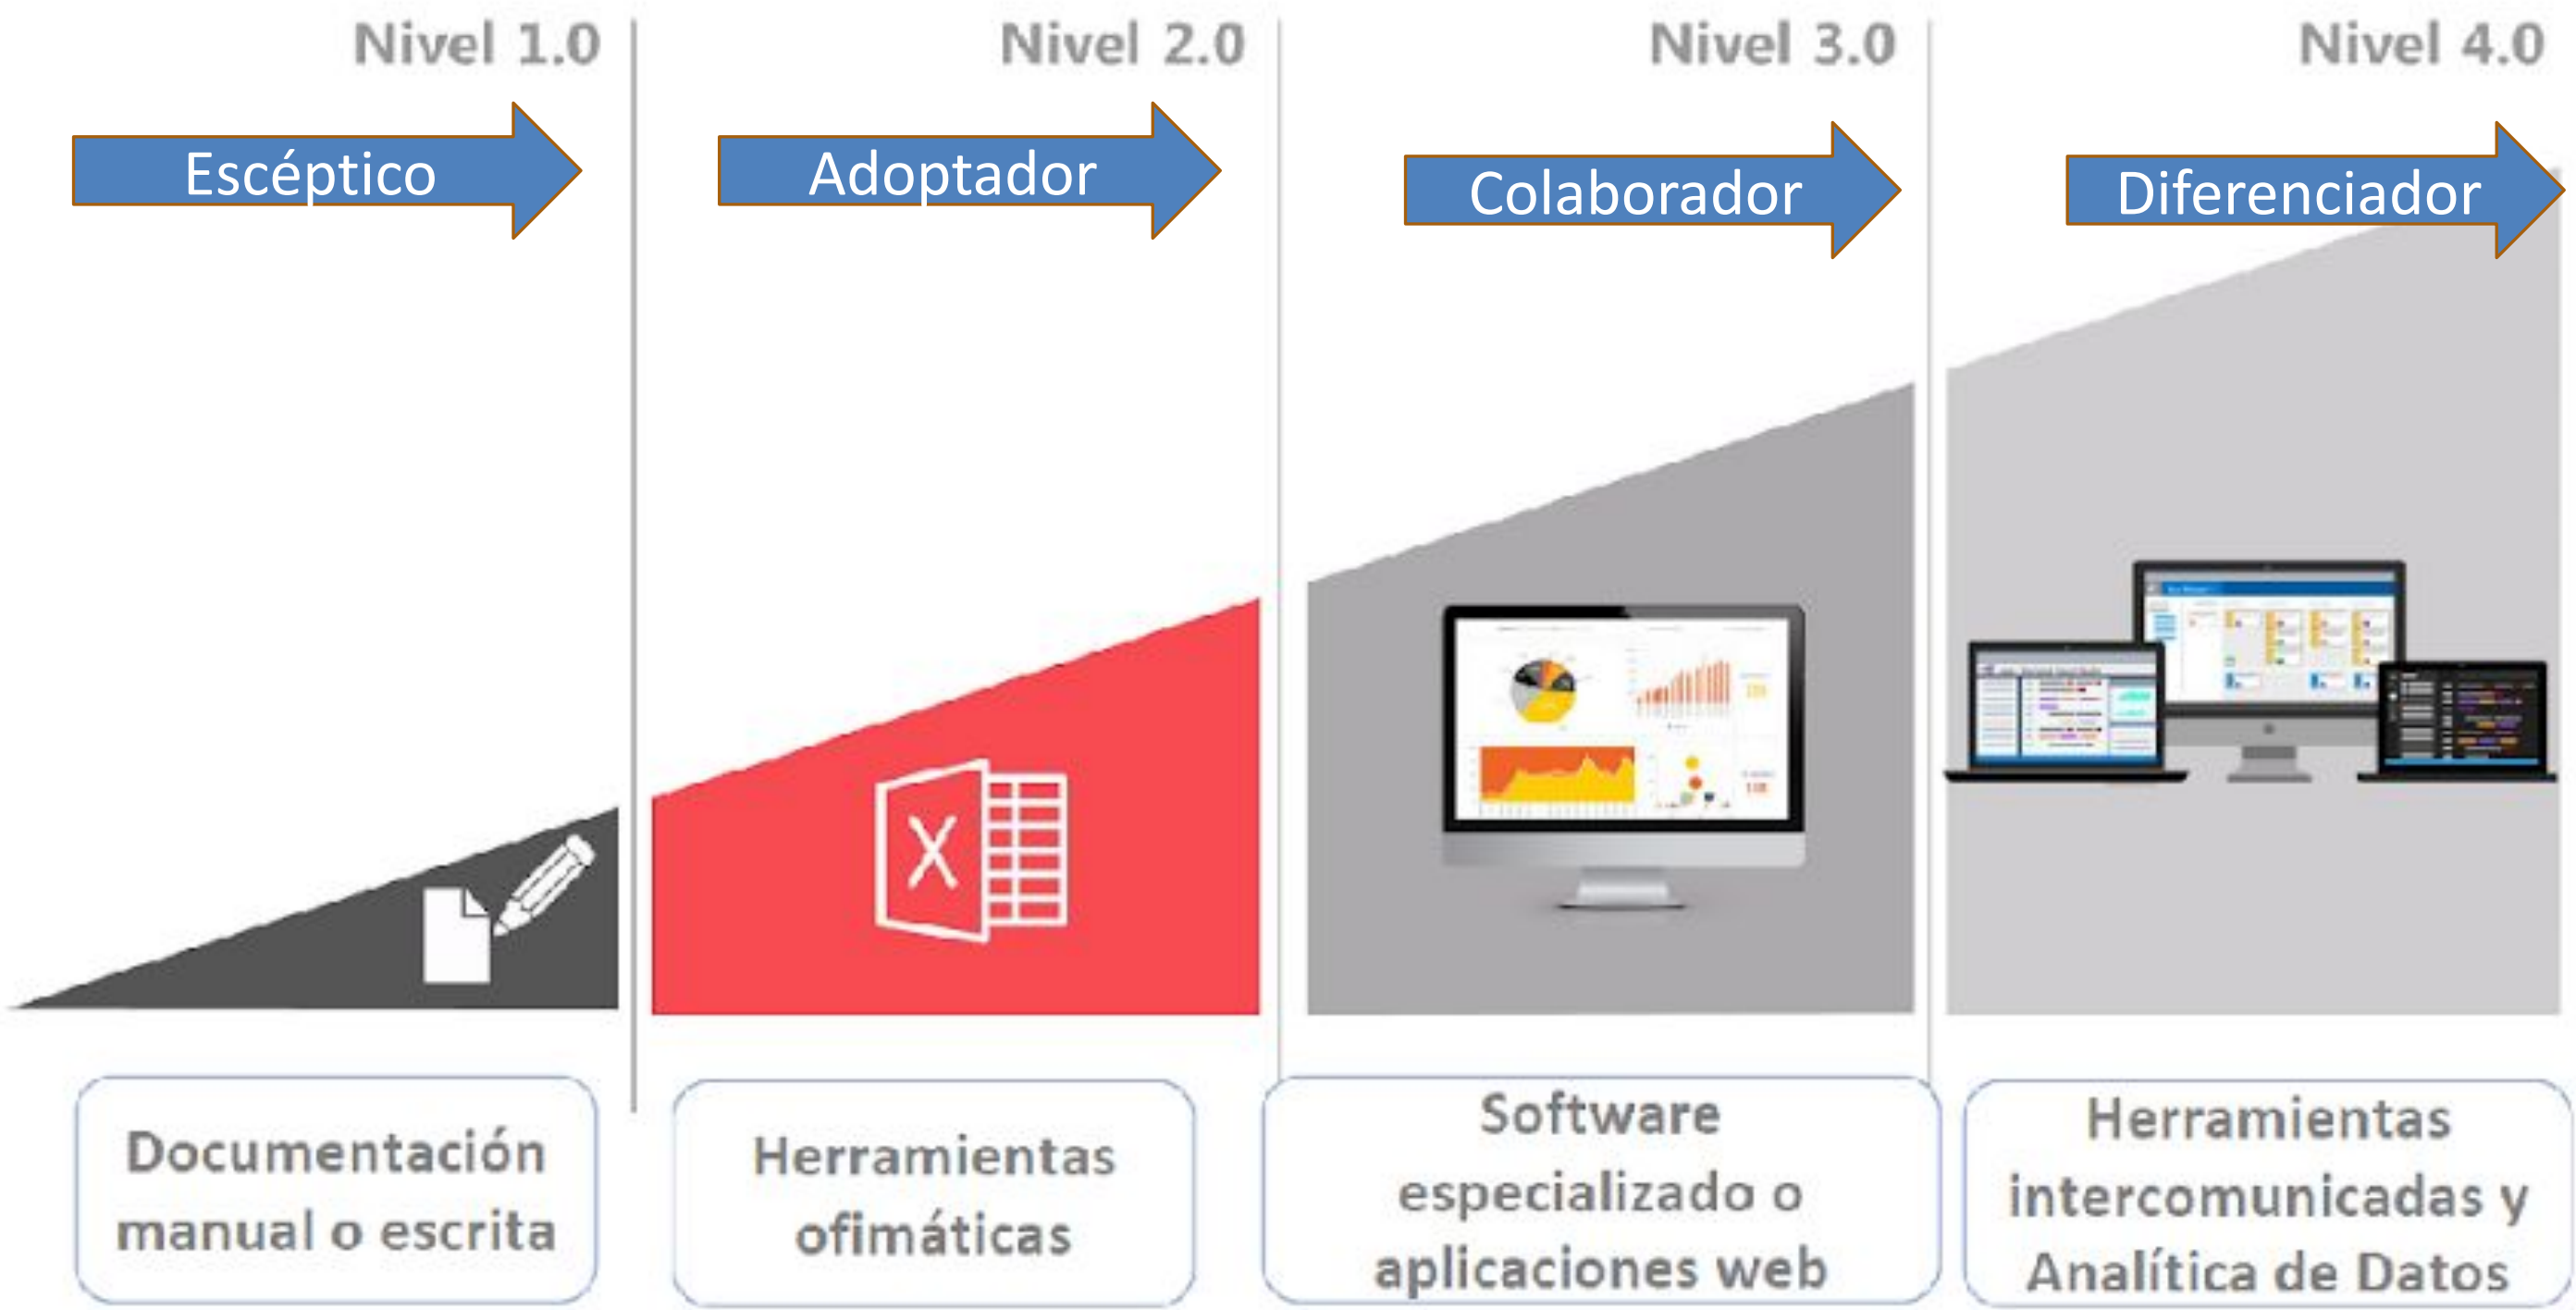 Nivel 1.0
Nivel 2.0
Nivel 3.0
Nivel 4.0
Escéptico
Adoptador
Colaborador
Diferenciador
X
Documentación
manual o escrita
Herramientas
ofimáticas
Software
especializado o
aplicaciones web
Herramientas
intercomunicadas y
Analítica de Datos